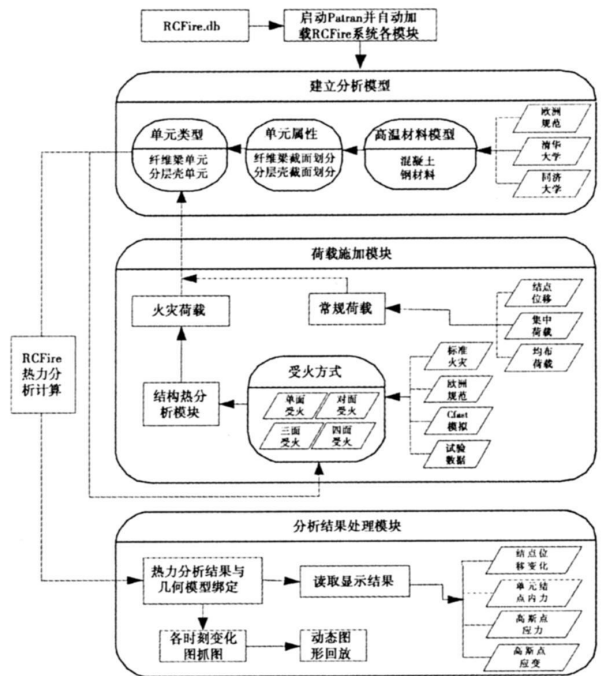 RCFire.db
启动Patran并自动加
载RCFire系统各模块
建立分析模型
单元类型
纤维梁单元
分层壳单元
单元属性
纤维梁截面划分
分层壳截面划分
高温材料模型
混凝土
钢材料
欧洲
规范
清华
大学
同济
大学
荷载施加模块
火灾荷载
常规荷载
结点
位移
集中
荷载
均布
荷载
RCFire
热力分
析计算
结构热分
析模块
受火方式
单面
受火
对面
受火
三面
受火
四面
受火
标准
火灾
欧洲
规范
Cfast
模拟
试验
数据
分析结果处理模块
热力分析结果与
几何模型绑定
读取显示结果
各时刻变化
图抓图
动态图
形回放
结点位
移变化
单元结
点内力
高斯点
应力
高斯点
应变